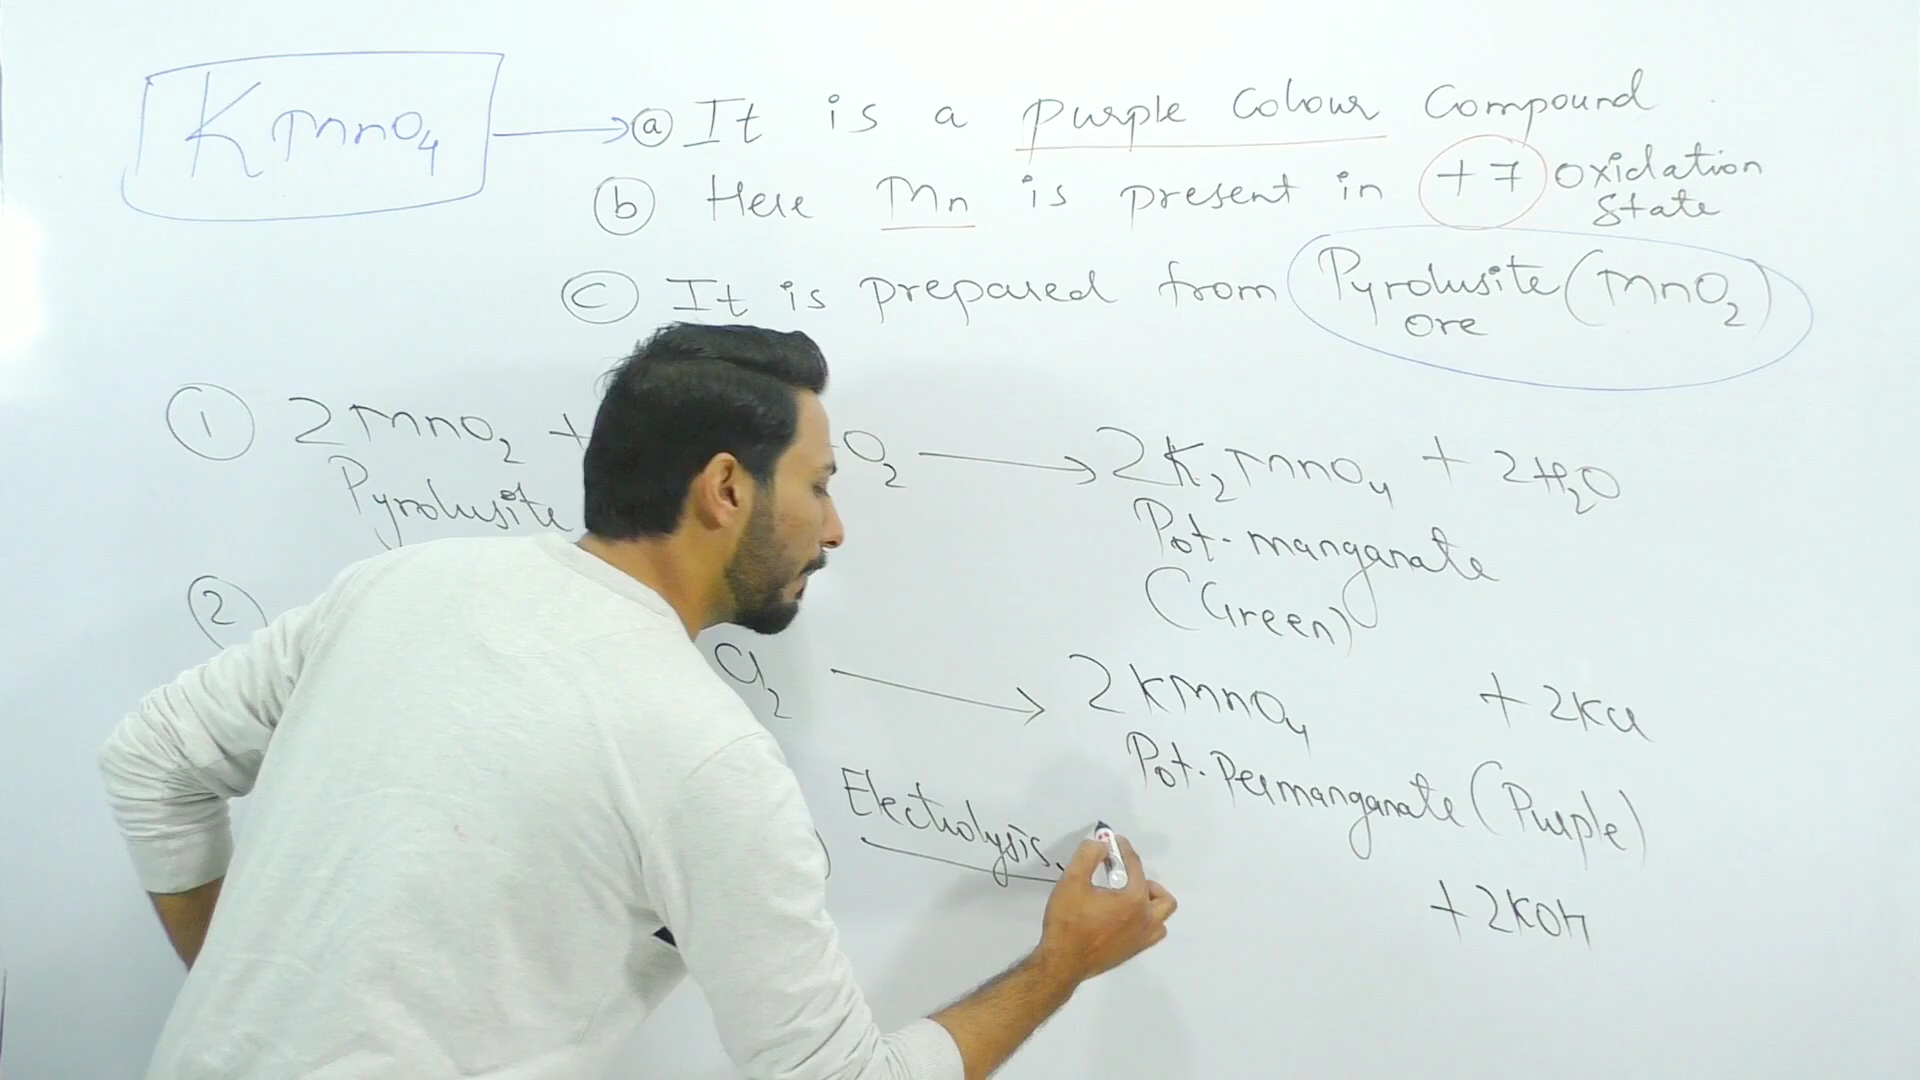 KMnO4 → ⓐ It is a purple colour compound
ⓑ Here Mn is present in +7 oxidation state
ⓒ It is prepared from Pyrolusite (MnO2) ore
① 2MnO2 + O2 → 2K2MnO4 + 2H2O
Pyrolusite Pot. manganate
(Green)
② Cl2 → 2KMnO4 + 2KCl
Pot. Permanganate (Purple)
Electrolysis
+ 2KOH